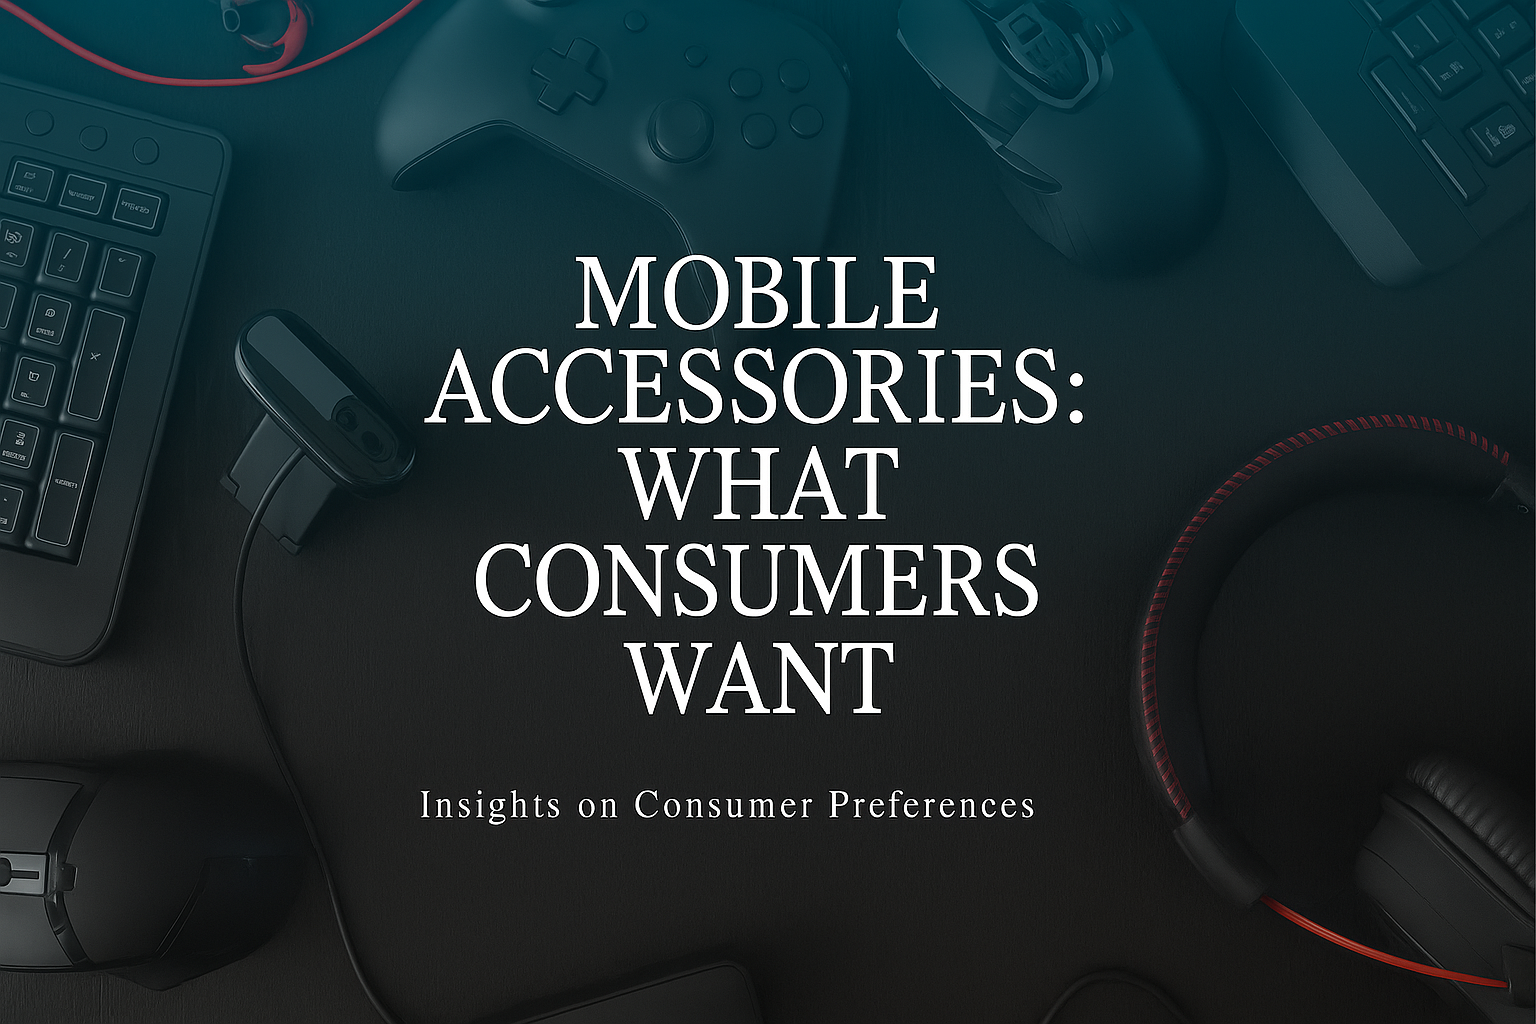 MOBILE
ACCESSORIES:
WHAT
CONSUMERS
WANT
Insights on Consumer Preferences